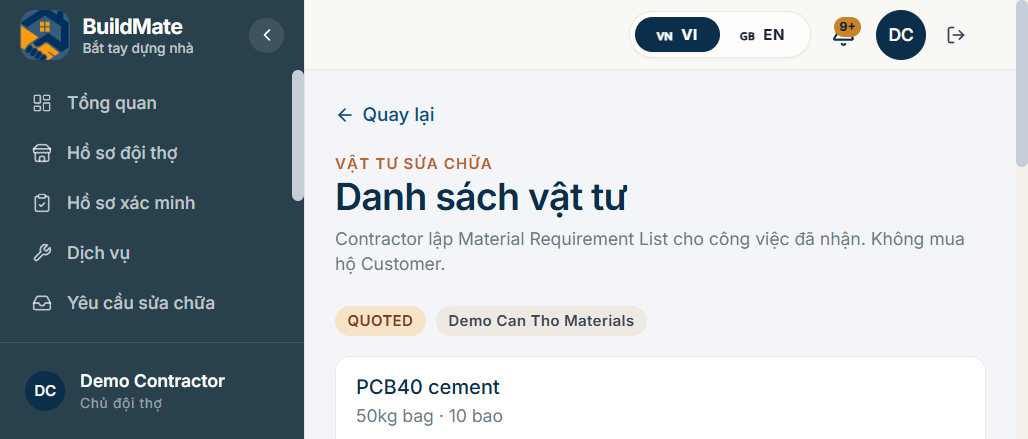 BuildMate
Bắt tay dựng nhà
VN VI
GB EN
9+
DC
Tổng quan
Hồ sơ đội thợ
Hồ sơ xác minh
Dịch vụ
Yêu cầu sửa chữa
DC
Demo Contractor
Chủ đội thợ
Quay lại
VẬT TƯ SỬA CHỮA
Danh sách vật tư
Contractor lập Material Requirement List cho công việc đã nhận. Không mua
hộ Customer.
QUOTED
Demo Can Tho Materials
PCB40 cement
50kg bag · 10 bao